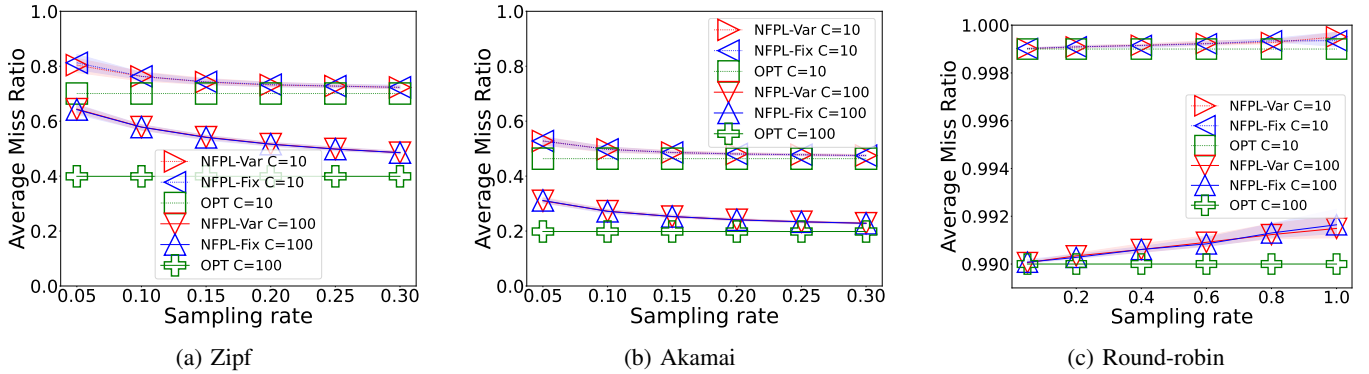 Average Miss Ratio
1.0
0.8
0.6
0.4
0.2
0.0
0.05 0.10 0.15 0.20 0.25 0.30
Sampling rate
NFPL-Var C=10
NFPL-Fix C=10
OPT C=10
NFPL-Var C=100
NFPL-Fix C=100
OPT C=100
(a) Zipf
Average Miss Ratio
1.0
0.8
0.6
0.4
0.2
0.0
0.05 0.10 0.15 0.20 0.25 0.30
Sampling rate
NFPL-Var C=10
NFPL-Fix C=10
OPT C=10
NFPL-Var C=100
NFPL-Fix C=100
OPT C=100
(b) Akamai
Average Miss Ratio
1.000
0.998
0.996
0.994
0.992
0.990
0.2 0.4 0.6 0.8 1.0
Sampling rate
NFPL-Var C=10
NFPL-Fix C=10
OPT C=10
NFPL-Var C=100
NFPL-Fix C=100
OPT C=100
(c) Round-robin